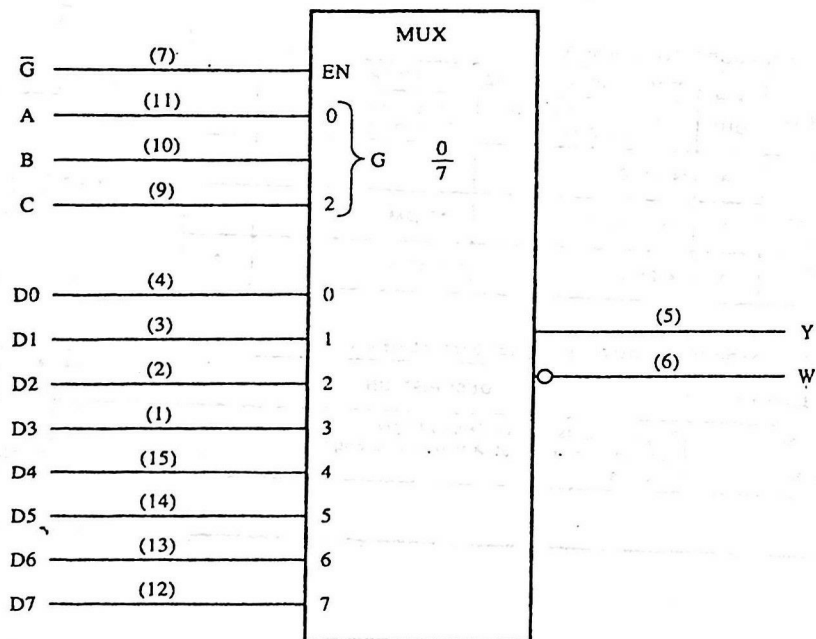 MUX
G̅ (7) EN
A (11) 0
B (10) G 0/7
C (9) 2
D0 (4) 0
D1 (3) 1
(5) Y
D2 (2) 2
(6) W
D3 (1) 3
D4 (15) 4
D5 (14) 5
D6 (13) 6
D7 (12) 7